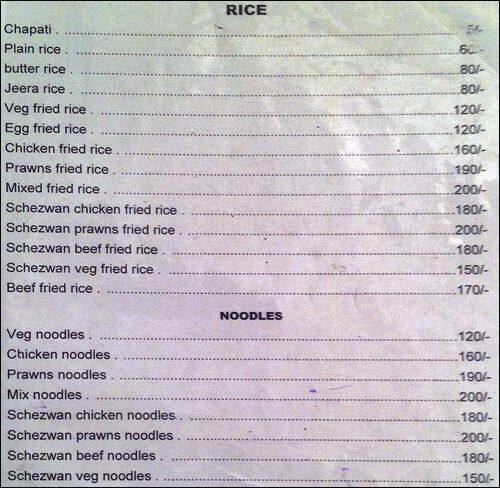 RICE
Chapati . 5/-
Plain rice . 60/-
butter rice . 80/-
Jeera rice . 80/-
Veg fried rice . 120/-
Egg fried rice . 120/-
Chicken fried rice 160/-
Prawns fried rice . 190/-
Mixed fried rice . 200/-
Schezwan chicken fried rice . 180/-
Schezwan prawns fried rice . 200/-
Schezwan beef fried rice . 180/-
Schezwan veg fried rice . 150/-
Beef fried rice . 170/-
NOODLES
Veg noodles . 120/-
Chicken noodles . 160/-
Prawns noodles . 190/-
Mix noodles . 200/-
Schezwan chicken noodles . 180/-
Schezwan prawns noodles . 200/-
Schezwan beef noodles . 180/-
Schezwan veg noodles . 150/-